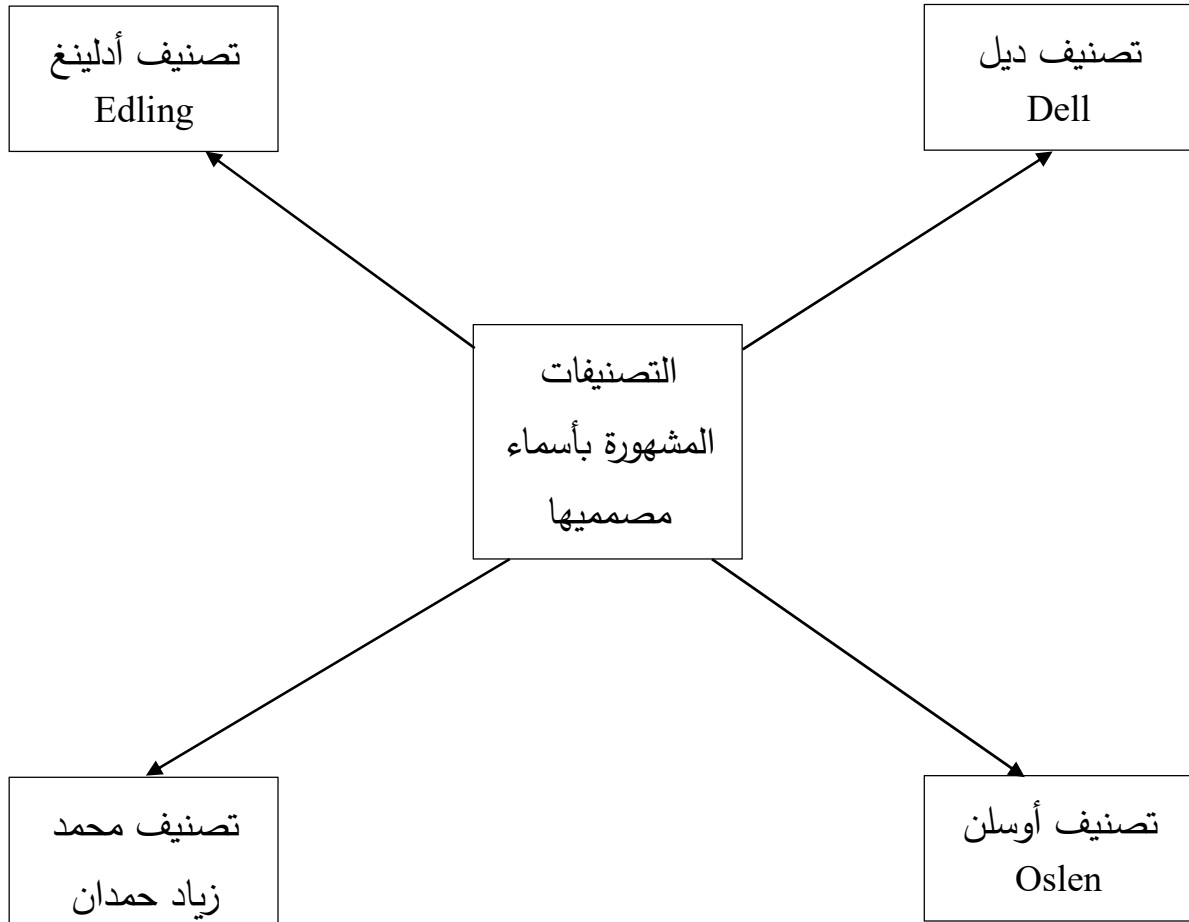 تصنيف ديل
Dell
تصنيف أدلينغ
Edling
التصنيفات
المشهورة بأسماء
مصمميها
تصنيف أوسلن
Oslen
تصنيف محمد
زياد حمدان